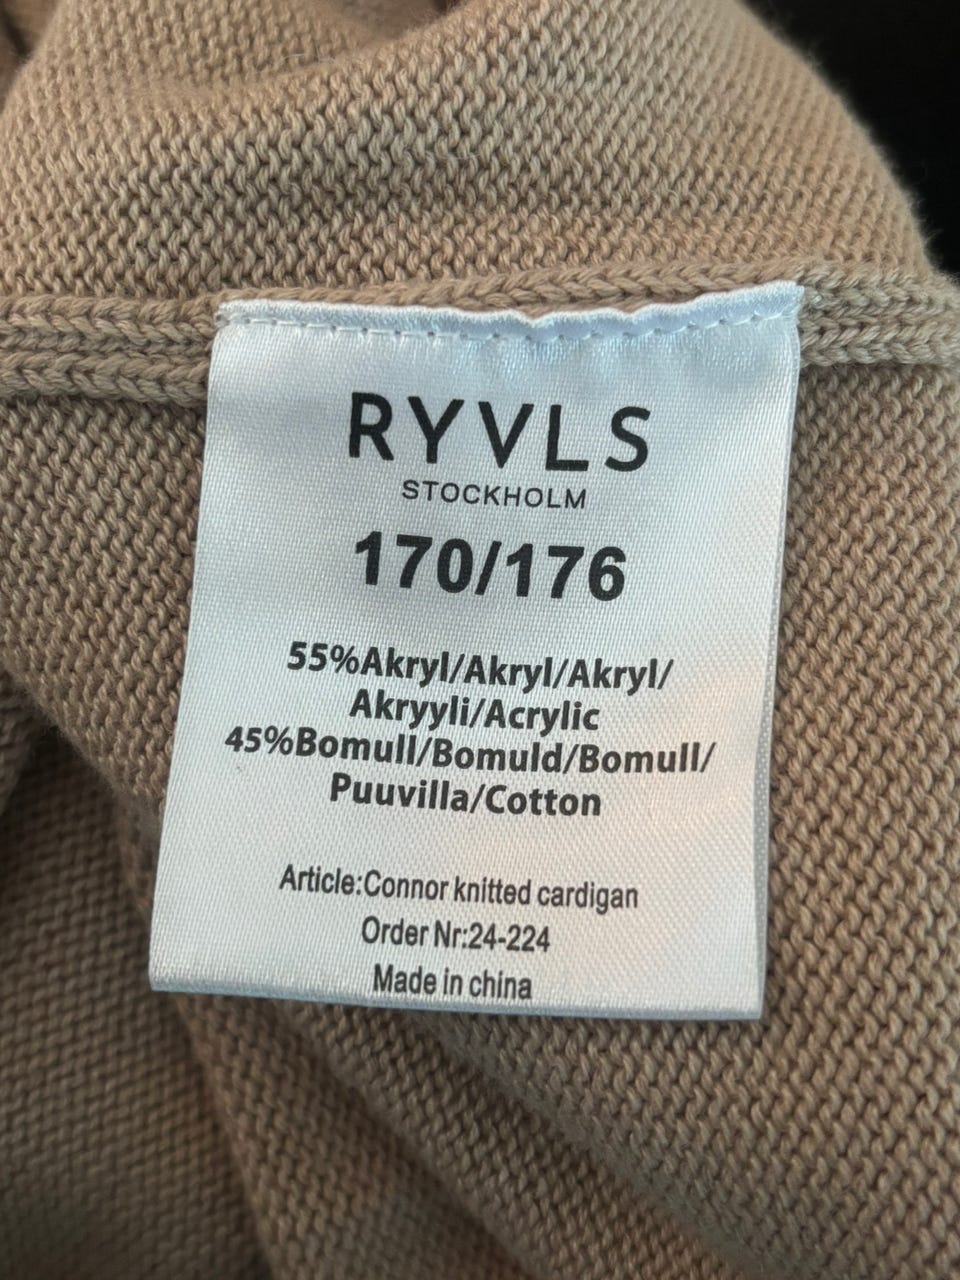 RYVLS
STOCKHOLM
170/176
55%Akryl/Akryl/Akryl/
Akryyli/Acrylic
45%Bomull/Bomuld/Bomull/
Puuvilla/Cotton
Article:Connor knitted cardigan
Order Nr:24-224
Made in china